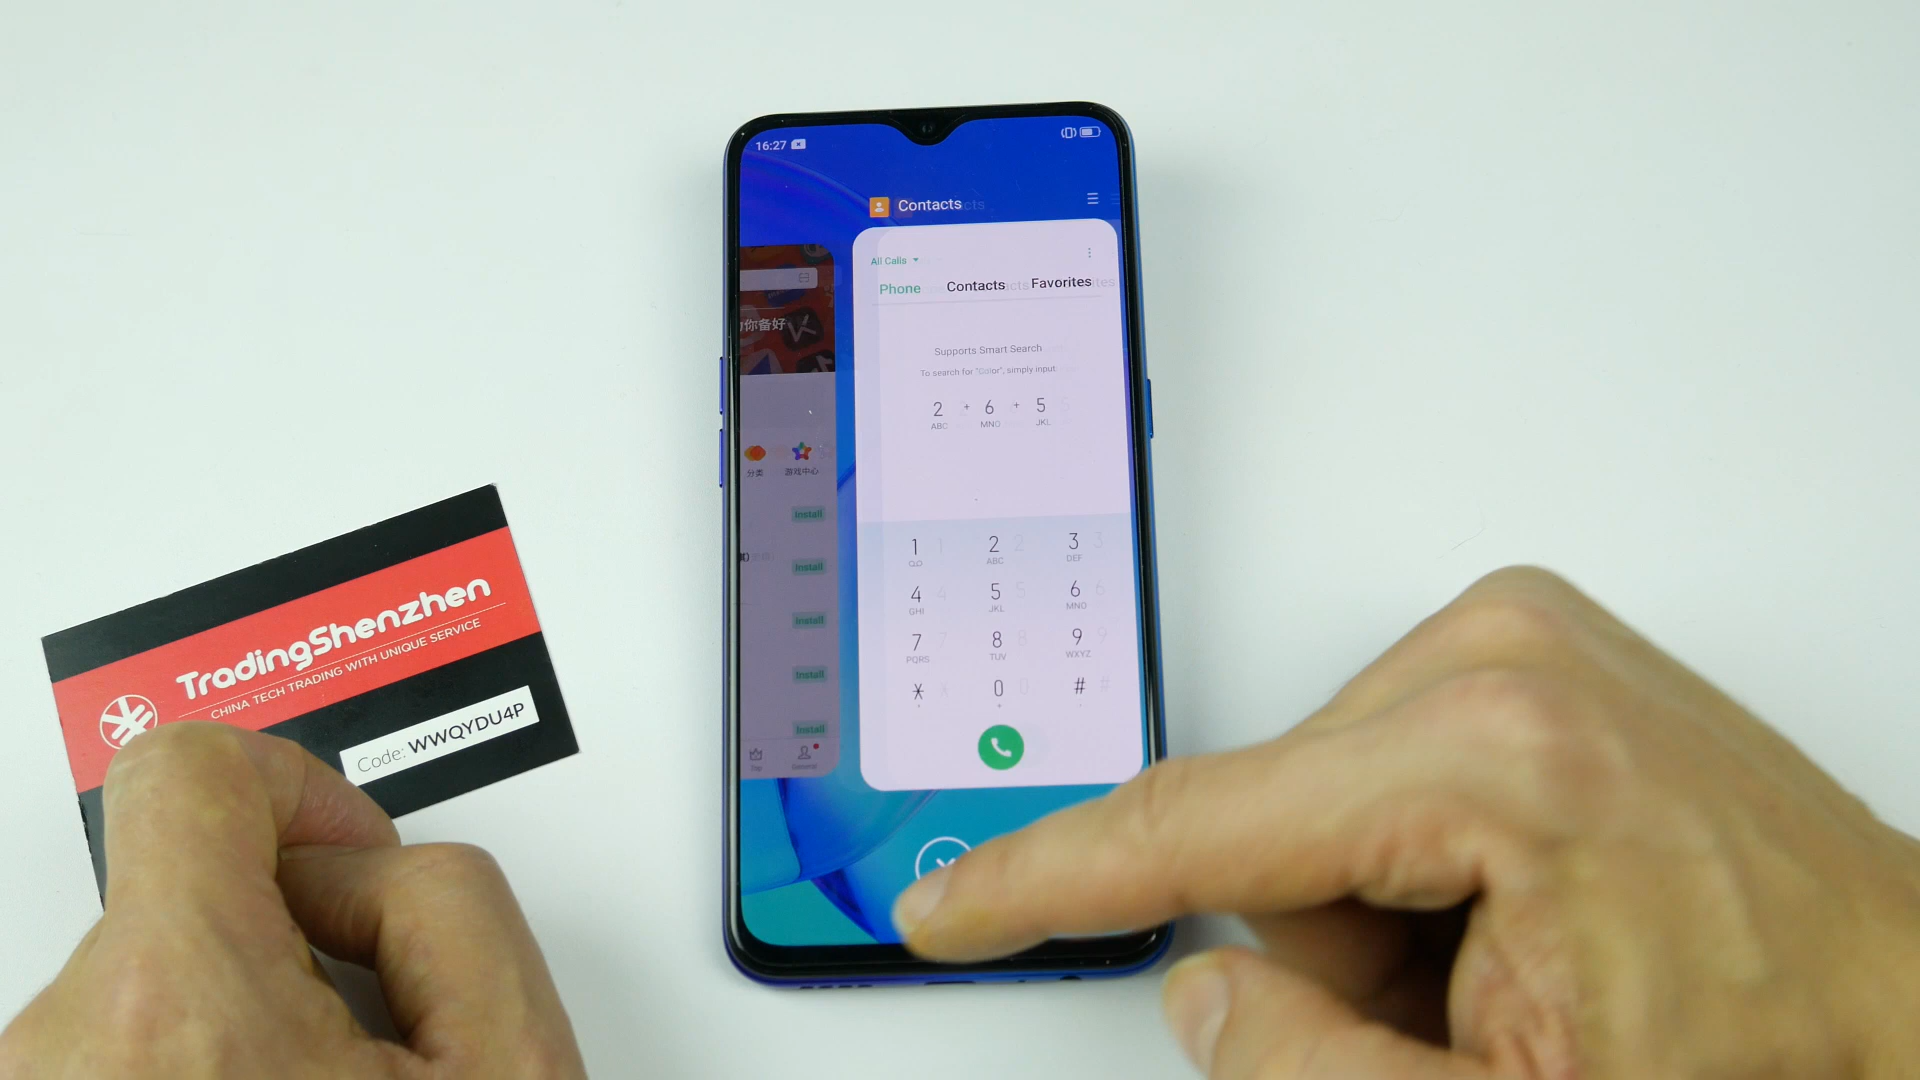 16:27
Contacts
All Calls
Phone Contacts Favorites
Supports Smart Search
To search for "Color", simply input
2 + 6 + 5
ABC MNO JKL
1 2 3
QO ABC DEF
4 5 6
GHI JKL MNO
7 8 9
PQRS TUV WXYZ
* 0 #
+
你备好
分类 游戏中心
Install
Install
Install
Install
Install
Top
TradingShenzhen
CHINA TECH TRADING WITH UNIQUE SERVICE
Code: WWQYDU4P